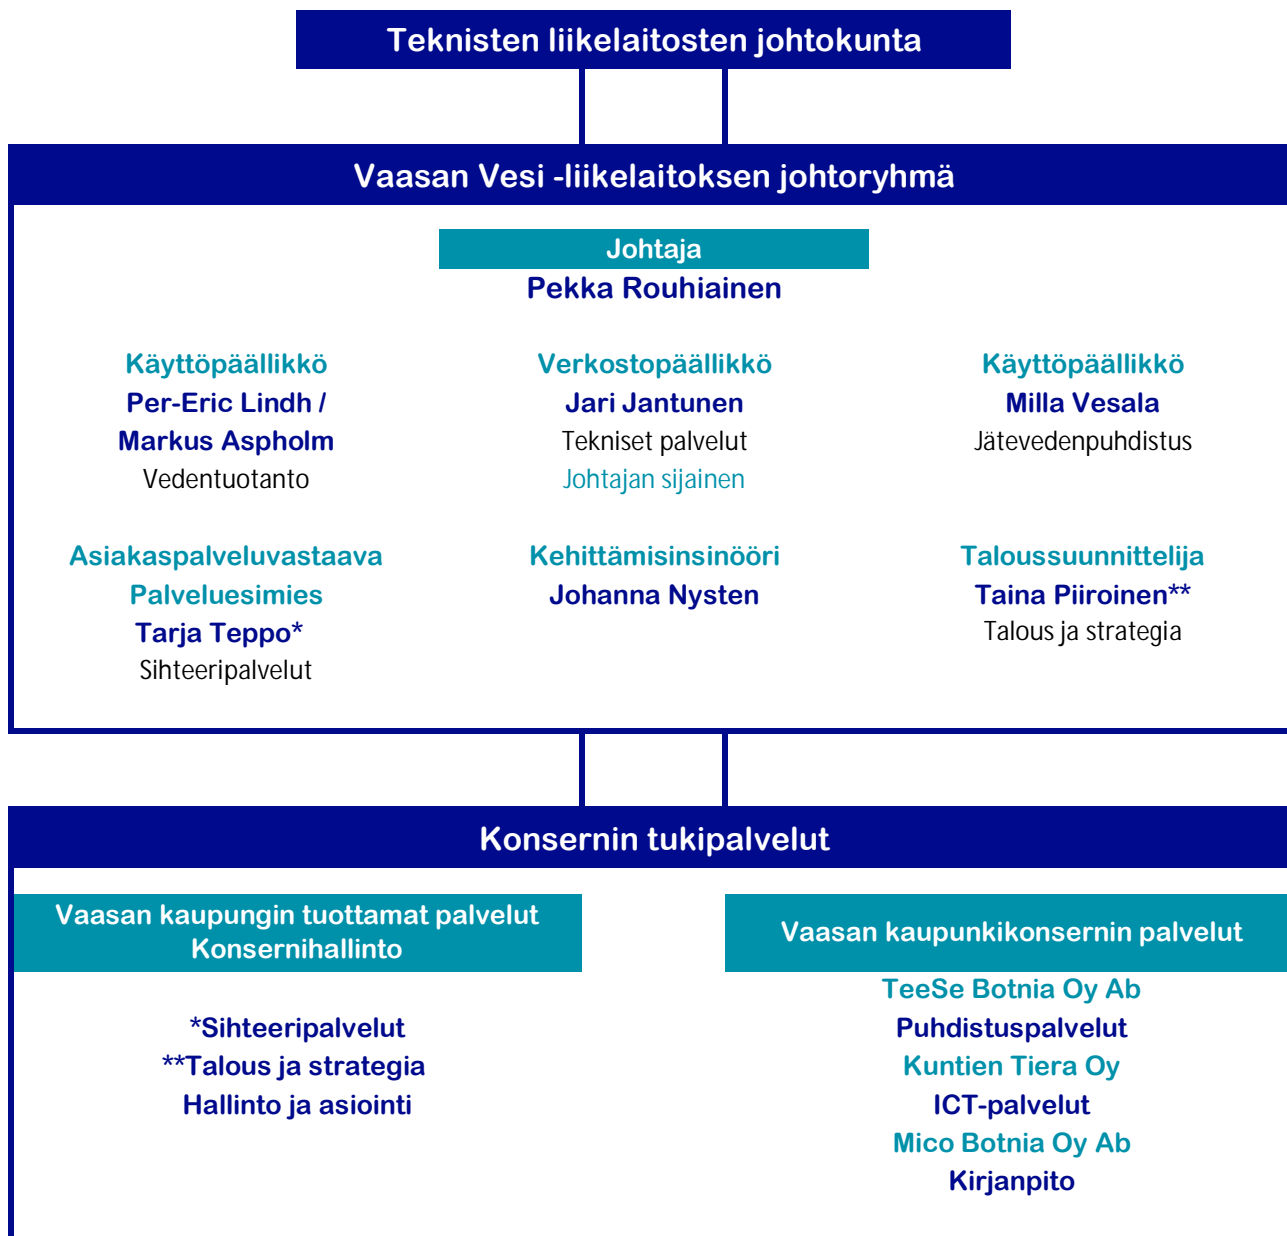 Teknisten liikelaitosten johtokunta
Vaasan Vesi -liikelaitoksen johtoryhmä
Johtaja
Pekka Rouhiainen
Käyttöpäällikkö
Per-Eric Lindh /
Markus Aspholm
Vedentuotanto
Verkostopäällikkö
Jari Jantunen
Tekniset palvelut
Johtajan sijainen
Käyttöpäällikkö
Milla Vesala
Jätevedenpuhdistus
Asiakaspalveluvastaava
Palveluesimies
Tarja Teppo*
Sihteeripalvelut
Kehittämisinsinööri
Johanna Nysten
Taloussuunnittelija
Taina Piiroinen**
Talous ja strategia
Konsernin tukipalvelut
Vaasan kaupungin tuottamat palvelut
Konsernihallinto
*Sihteeripalvelut
**Talous ja strategia
Hallinto ja asiointi
Vaasan kaupunkikonsernin palvelut
TeeSe Botnia Oy Ab
Puhdistuspalvelut
Kuntien Tiera Oy
ICT-palvelut
Mico Botnia Oy Ab
Kirjanpito